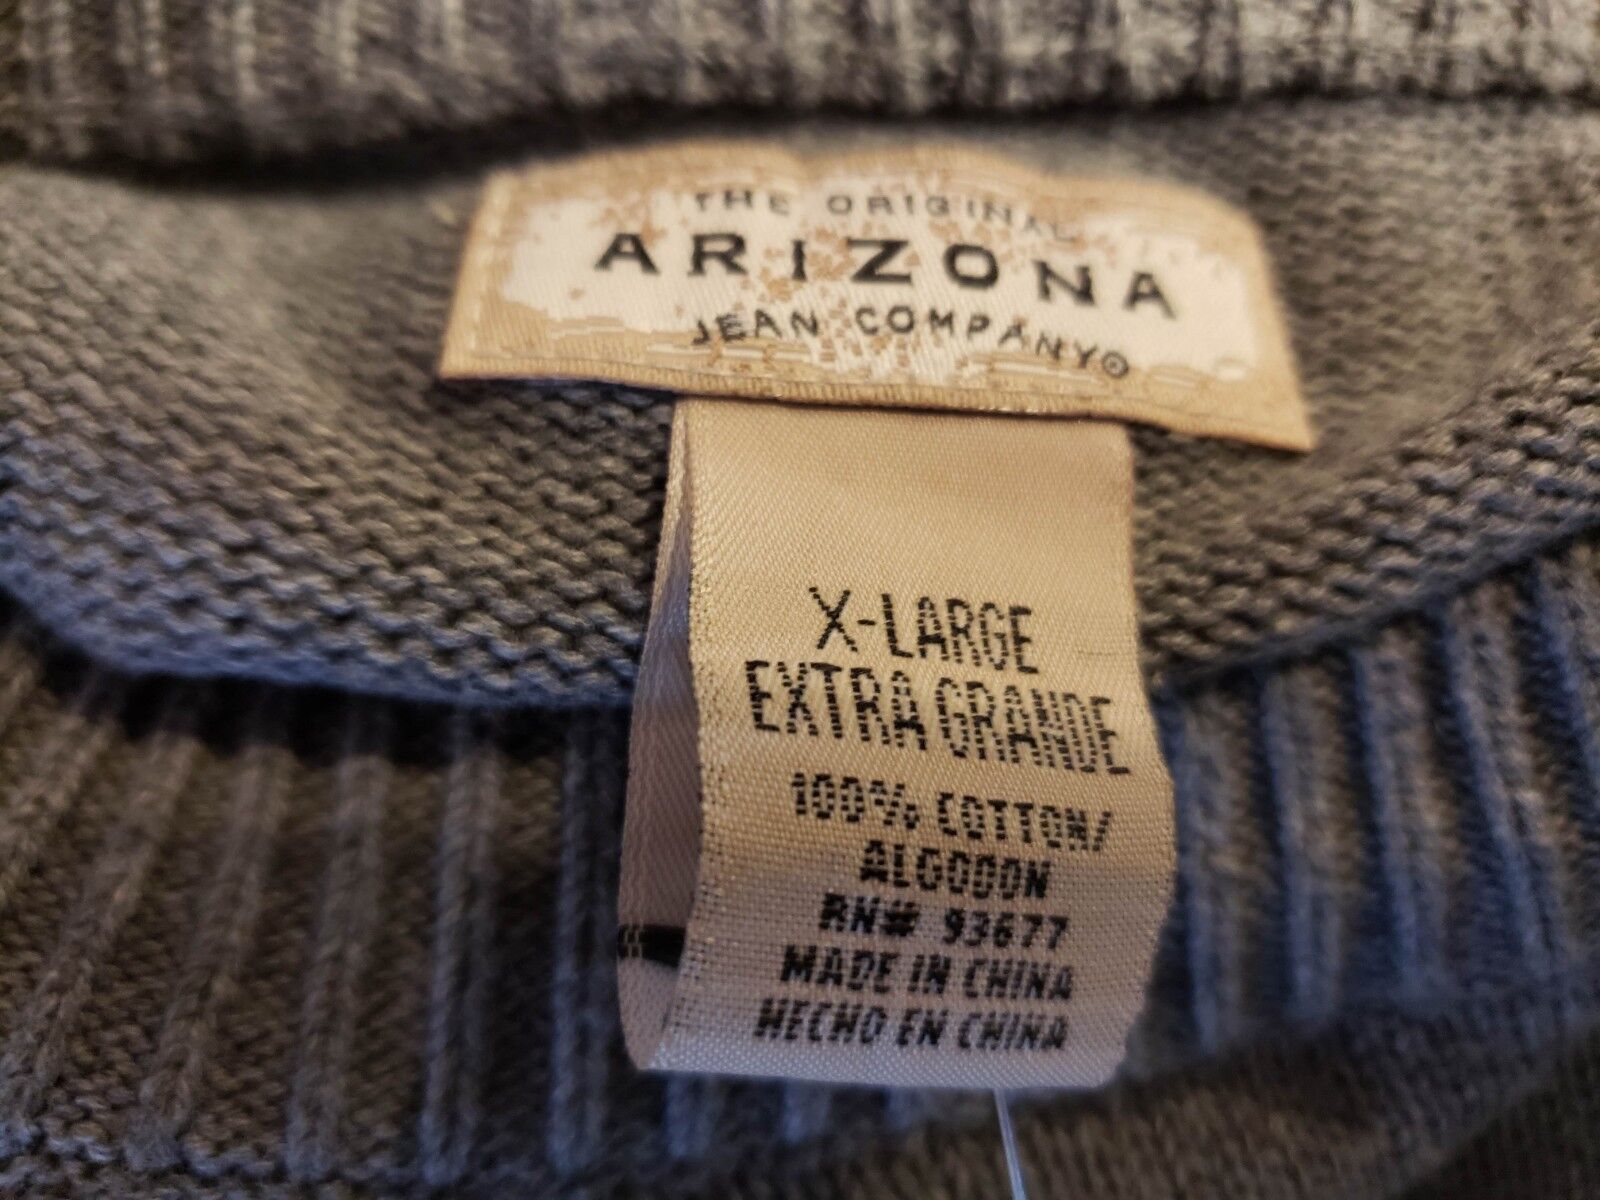 THE ORIGINAL
ARIZONA
JEAN COMPANY®
X-LARGE
EXTRA GRANDE
100% COTTON/
ALGODON
RN# 93677
MADE IN CHINA
HECHO EN CHINA